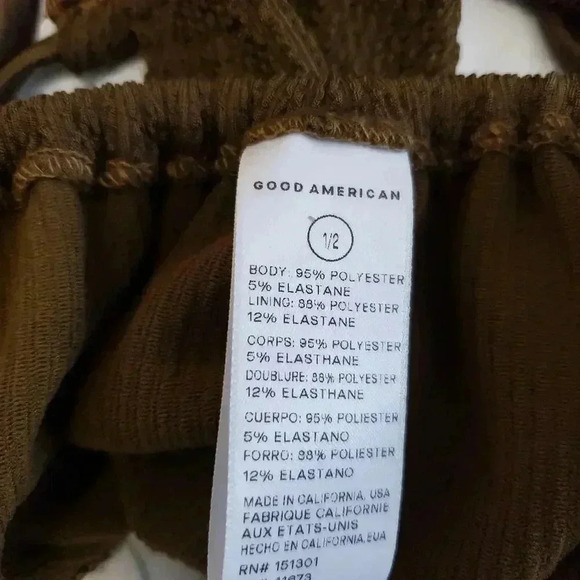 GOOD AMERICAN
1/2
BODY: 95% POLYESTER
5% ELASTANE
LINING: 88% POLYESTER
12% ELASTANE
CORPS: 95% POLYESTER
5% ELASTHANE
DOUBLURE: 88% POLYESTER
12% ELASTHANE
CUERPO: 95% POLIESTER
5% ELASTANO
FORRO: 88% POLIESTER
12% ELASTANO
MADE IN CALIFORNIA, USA
FABRIQUE CALIFORNIE
AUX ETATS-UNIS
HECHO EN CALIFORNIA, EUA
RN# 151301